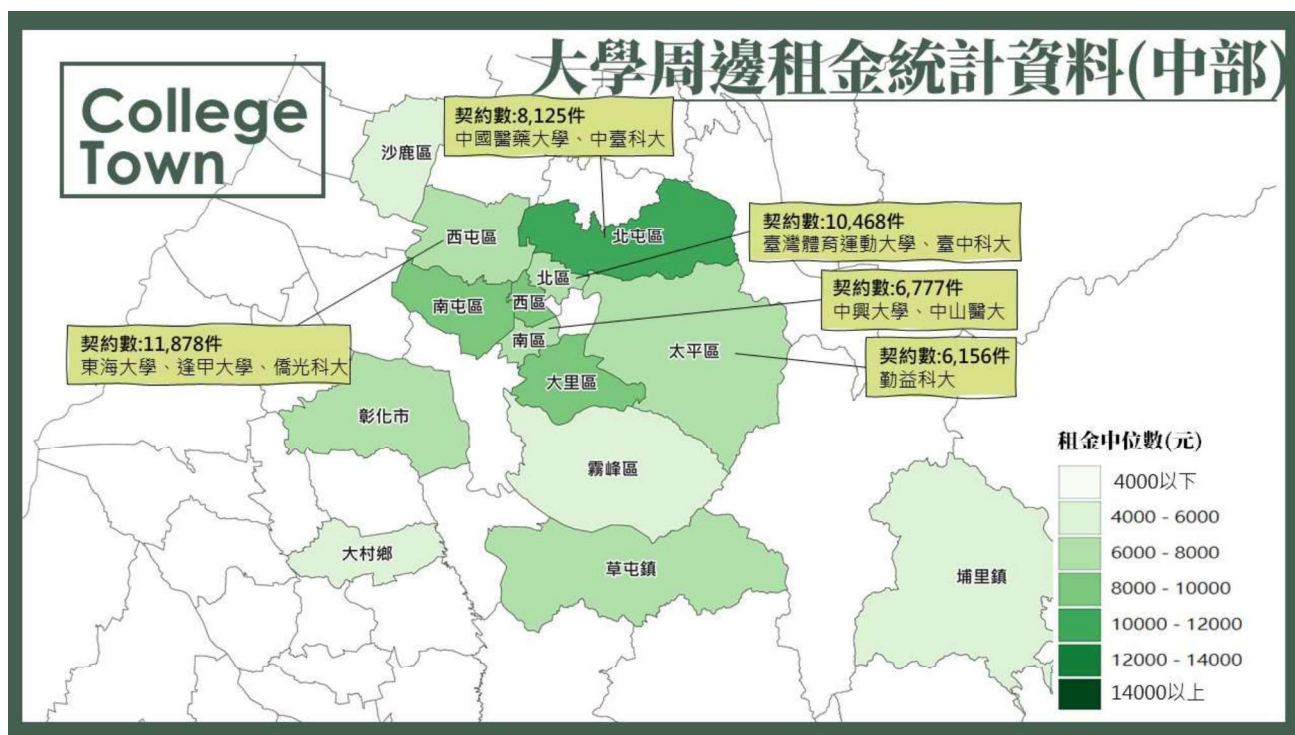 大學周邊租金統計資料(中部)
College
Town
契約數:8,125件
中國醫藥大學、中臺科大
沙鹿區
契約數:10,468件
臺灣體育運動大學、臺中科大
西屯區
北屯區
北區
契約數:6,777件
中興大學、中山醫大
南屯區
西區
南區
太平區
契約數:11,878件
東海大學、逢甲大學、僑光科大
契約數:6,156件
勤益科大
大里區
彰化市
霧峰區
大村鄉
草屯鎮
埔里鎮
租金中位數(元)
4000以下
4000 - 6000
6000 - 8000
8000 - 10000
10000 - 12000
12000 - 14000
14000以上